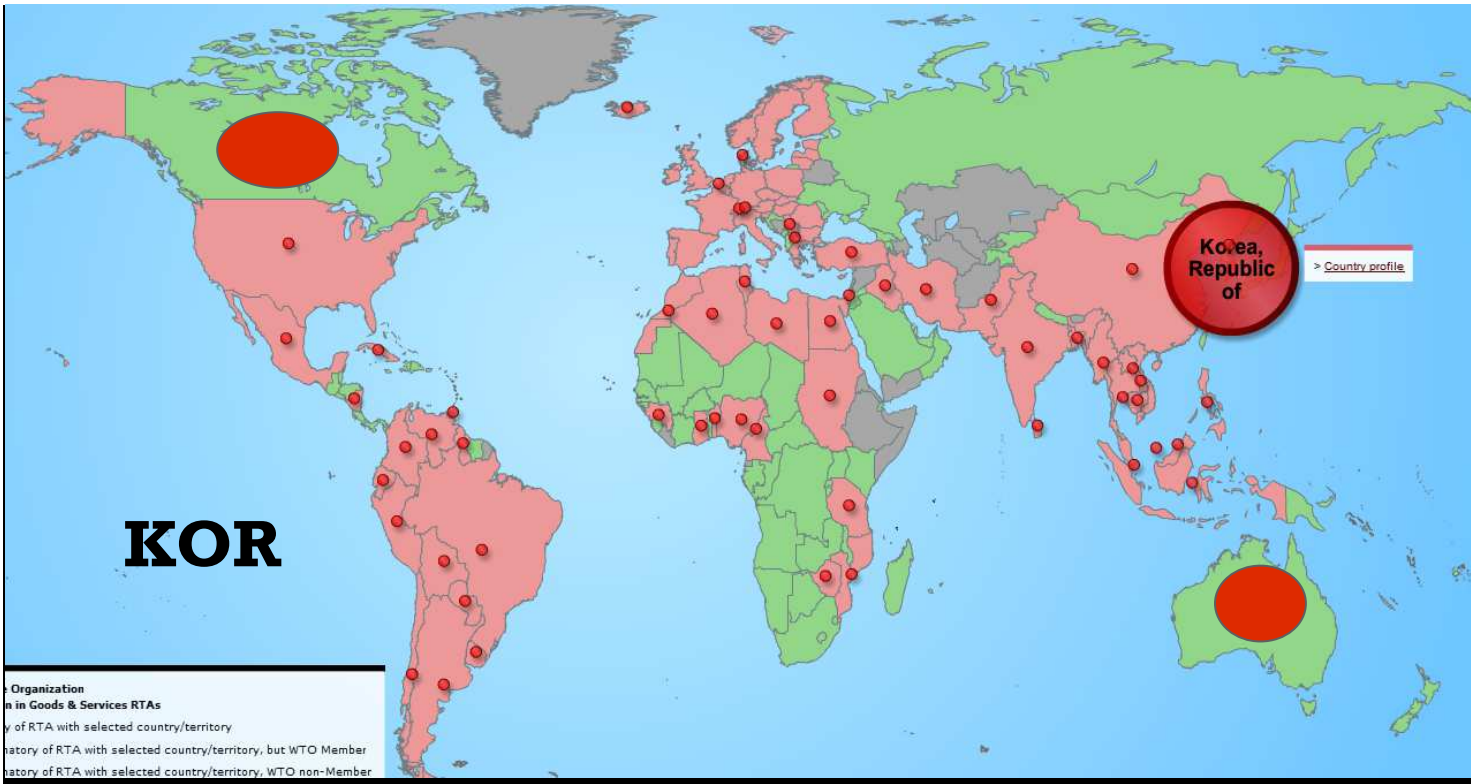 Korea,
Republic
of
> Country profile
KOR
Organization
n in Goods & Services RTAs
y of RTA with selected country/territory
natory of RTA with selected country/territory, but WTO Member
natory of RTA with selected country/territory, WTO non-Member